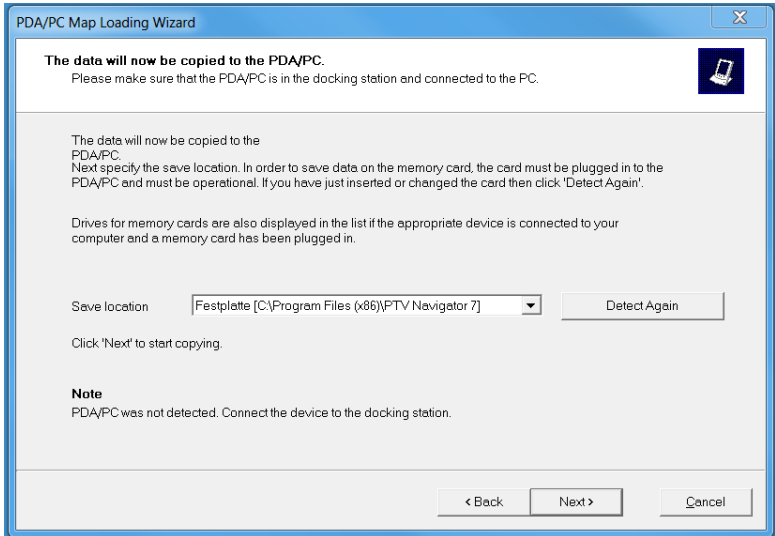 PDA/PC Map Loading Wizard
The data will now be copied to the PDA/PC.
Please make sure that the PDA/PC is in the docking station and connected to the PC.
The data will now be copied to the
PDA/PC.
Next specify the save location. In order to save data on the memory card, the card must be plugged in to the
PDA/PC and must be operational. If you have just inserted or changed the card then click 'Detect Again'.
Drives for memory cards are also displayed in the list if the appropriate device is connected to your
computer and a memory card has been plugged in.
Save location Festplatte [C:\Program Files (x86)\PTV Navigator 7] Detect Again
Click 'Next' to start copying.
Note
PDA/PC was not detected. Connect the device to the docking station.
< Back Next > Cancel